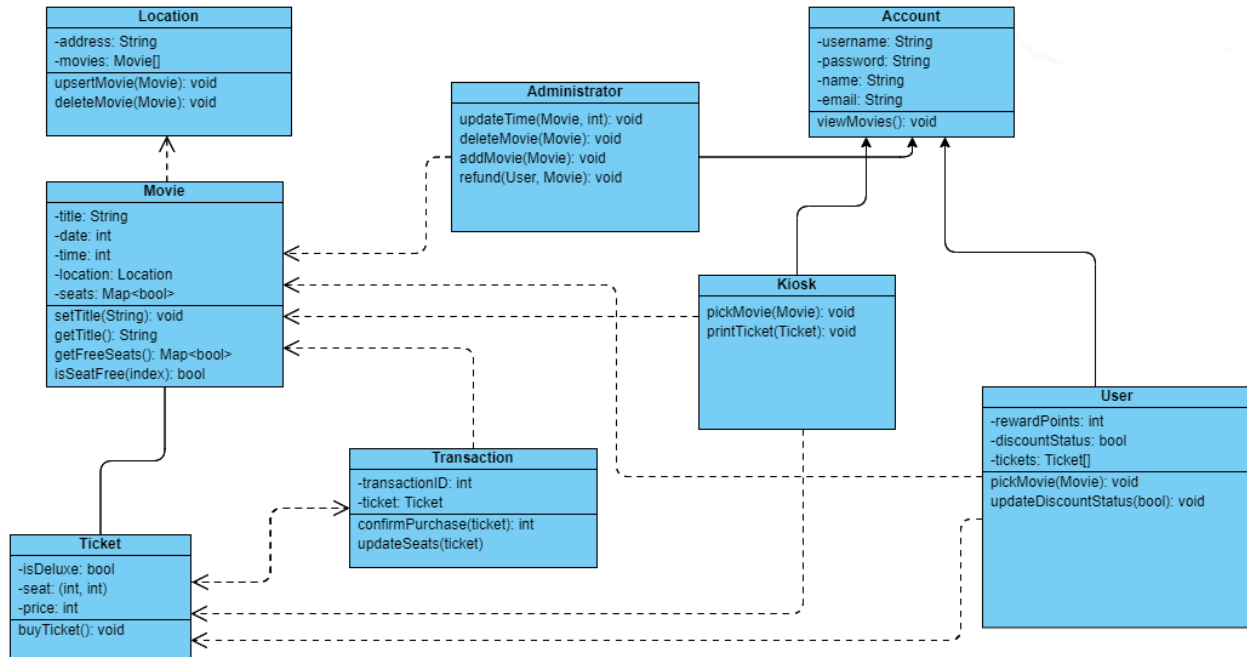 Location
-address: String
-movies: Movie[]
upsertMovie(Movie): void
deleteMovie(Movie): void
Account
-username: String
-password: String
-name: String
-email: String
viewMovies(): void
Administrator
updateTime(Movie, int): void
deleteMovie(Movie): void
addMovie(Movie): void
refund(User, Movie): void
Movie
-title: String
-date: int
-time: int
-location: Location
-seats: Map<bool>
setTitle(String): void
getTitle(): String
getFreeSeats(): Map<bool>
isSeatFree(index): bool
Kiosk
pickMovie(Movie): void
printTicket(Ticket): void
User
-rewardPoints: int
-discountStatus: bool
-tickets: Ticket[]
pickMovie(Movie): void
updateDiscountStatus(bool): void
Transaction
-transactionID: int
-ticket: Ticket
confirmPurchase(ticket): int
updateSeats(ticket)
Ticket
-isDeluxe: bool
-seat: (int, int)
-price: int
buyTicket(): void